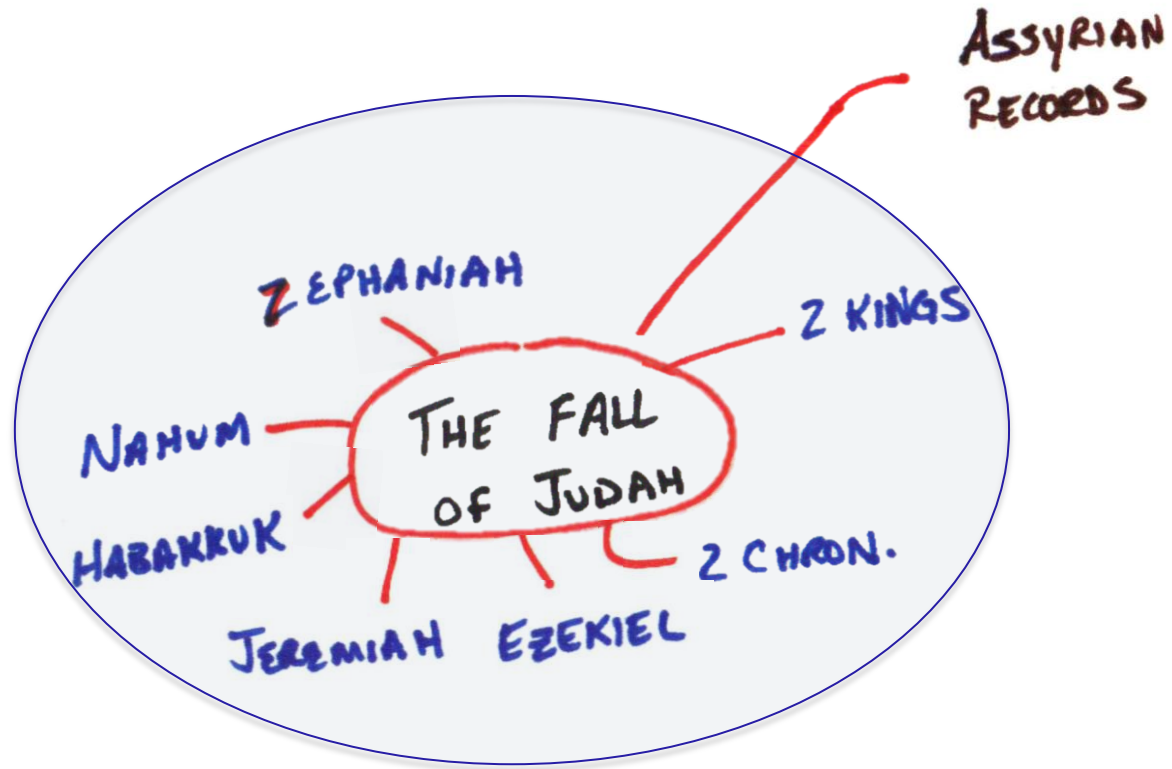 ASSYRIAN
RECORDS
ZEPHANIAH
2 KINGS
NAHUM
THE FALL
OF JUDAH
HABAKKUK
2 CHRON.
JEREMIAH
EZEKIEL